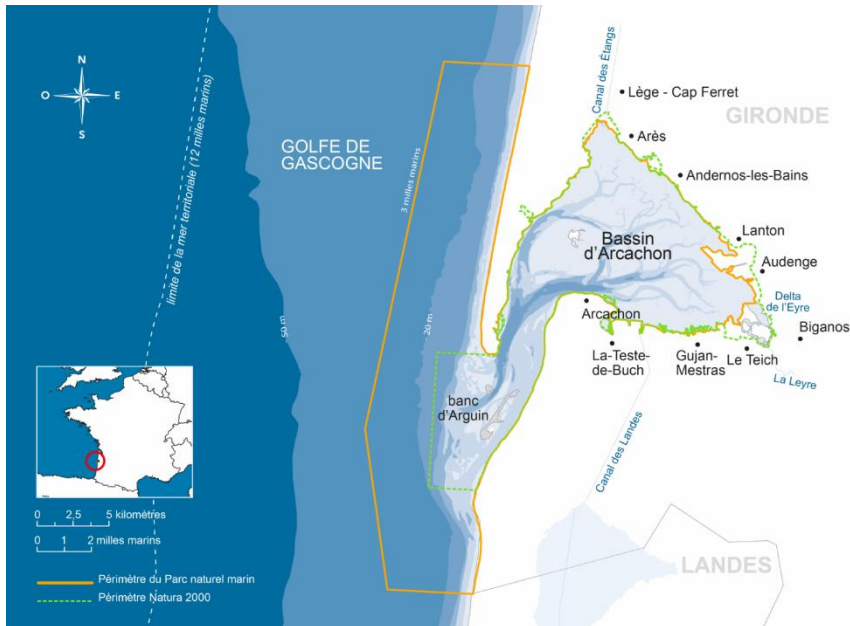 N
O
E
S
limite de la mer territoriale (12 milles marins)
GOLFE DE
GASCOGNE
3 milles marins
50 m
20 m
Canal des Étangs
Lège - Cap Ferret
GIRONDE
Arès
Andernos-les-Bains
Lanton
Bassin
d'Arcachon
Audenge
Delta
de l'Eyre
Arcachon
Biganos
La-Teste-
de-Buch
Gujan-
Mestras
Le Teich
La Leyre
banc
d'Arguin
Canal des Landes
LANDES
0 2,5 5 kilomètres
0 1 2 milles marins
Périmètre du Parc naturel marin
Périmètre Natura 2000